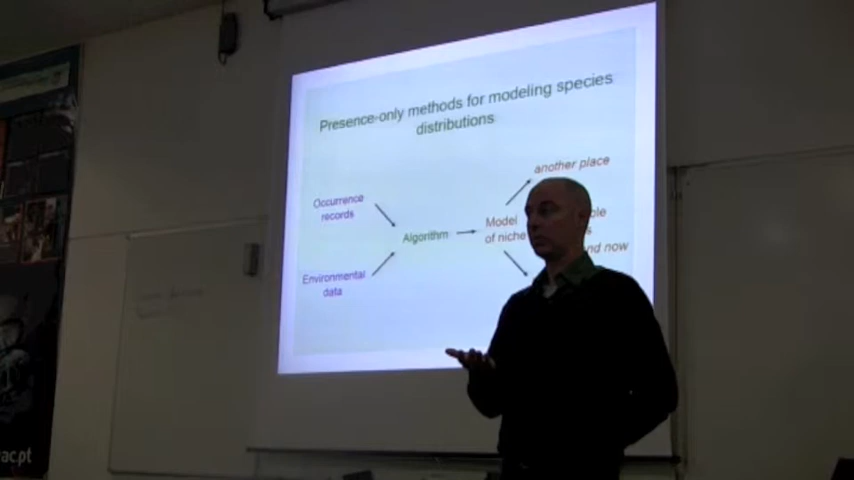 Presence-only methods for modeling species
distributions
Occurrence
records
Environmental
data
Algorithm
Model
of niche
another place
nd now
ac.pt